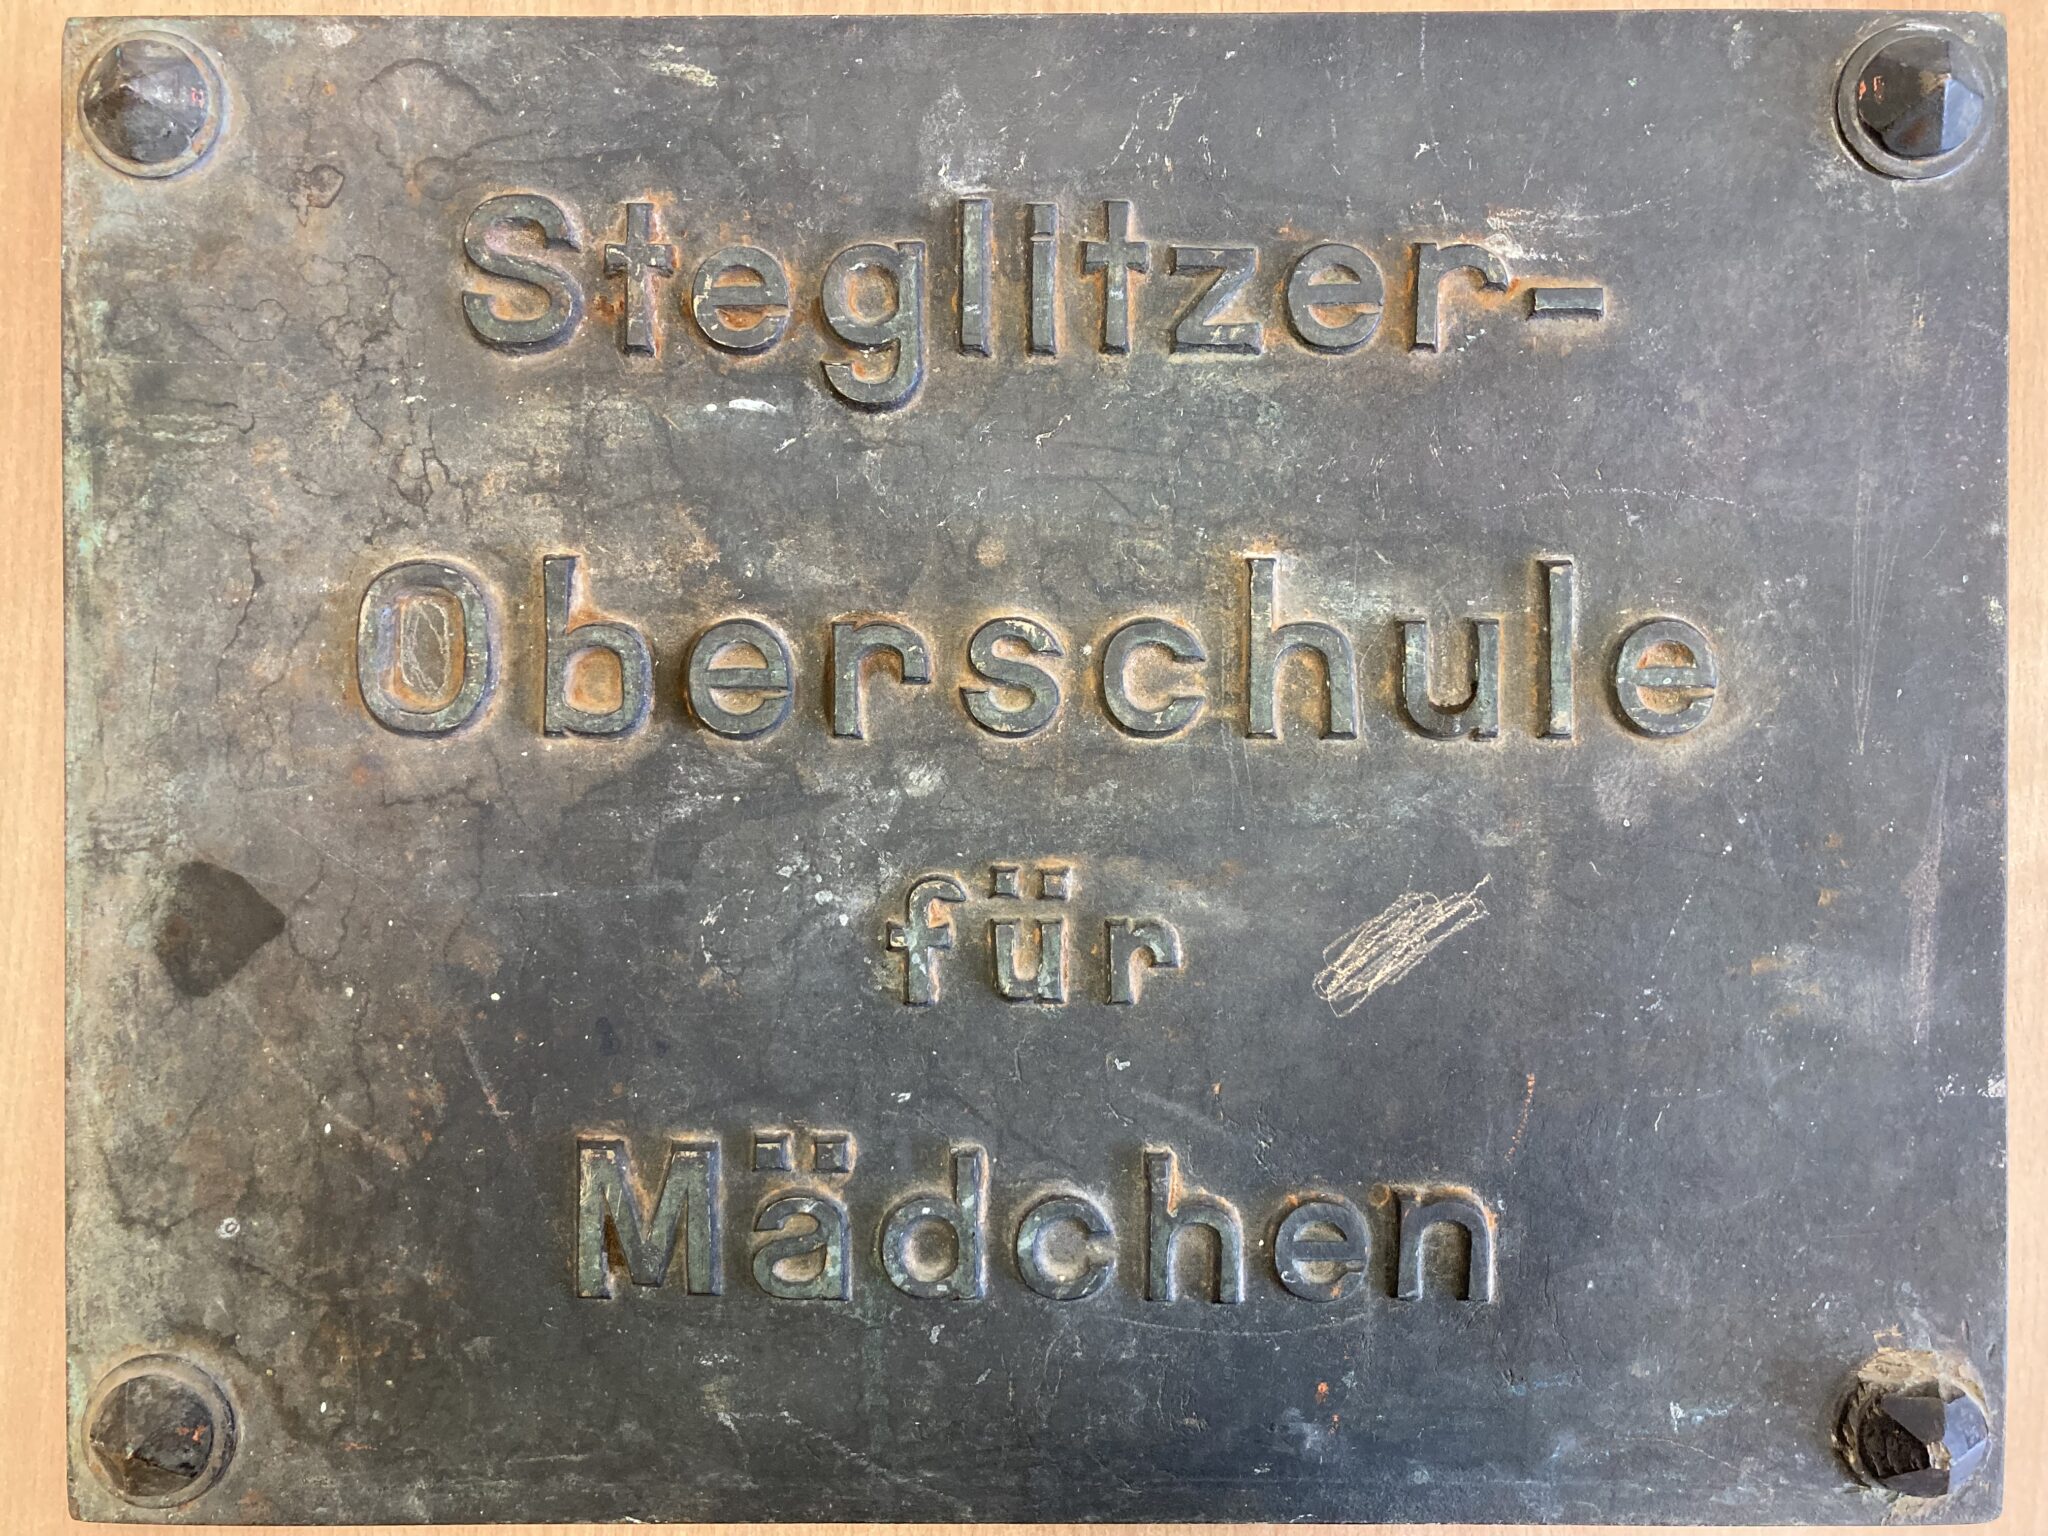 Steglitzer-
Oberschule
für
Mädchen